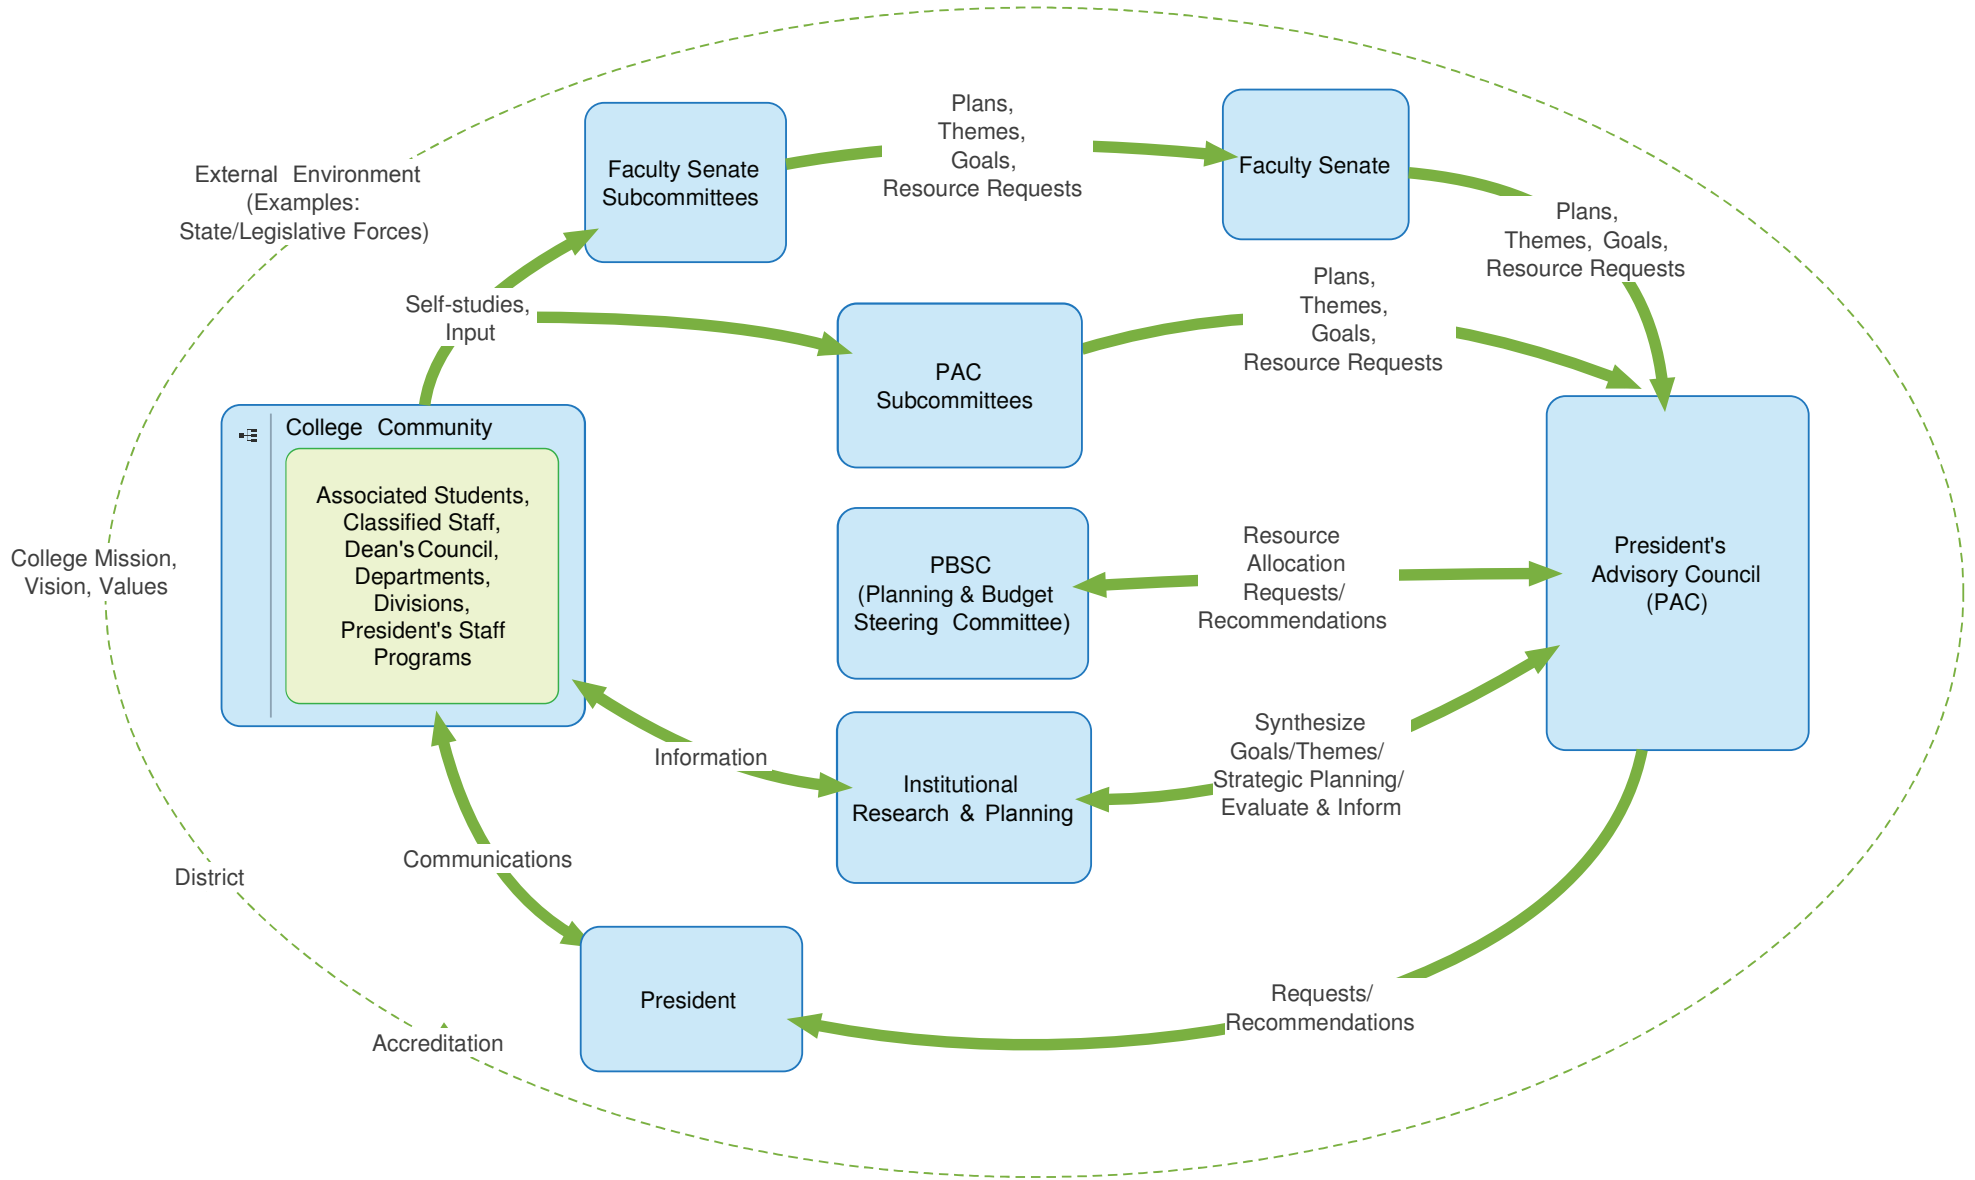 Plans,
Themes,
Goals,
Resource Requests
Faculty Senate
Subcommittees
Faculty Senate
External Environment
(Examples:
State/Legislative Forces)
Plans,
Themes, Goals,
Resource Requests
Self-studies,
Input
Plans,
Themes,
Goals,
Resource Requests
PAC
Subcommittees
College Community
Associated Students,
Classified Staff,
Dean's Council,
Departments,
Divisions,
President's Staff
Programs
College Mission,
Vision, Values
PBSC
(Planning & Budget
Steering Committee)
Resource
Allocation
Requests/
Recommendations
President's
Advisory Council
(PAC)
Information
Institutional
Research & Planning
Synthesize
Goals/Themes/
Strategic Planning/
Evaluate & Inform
Communications
District
President
Requests/
Recommendations
Accreditation